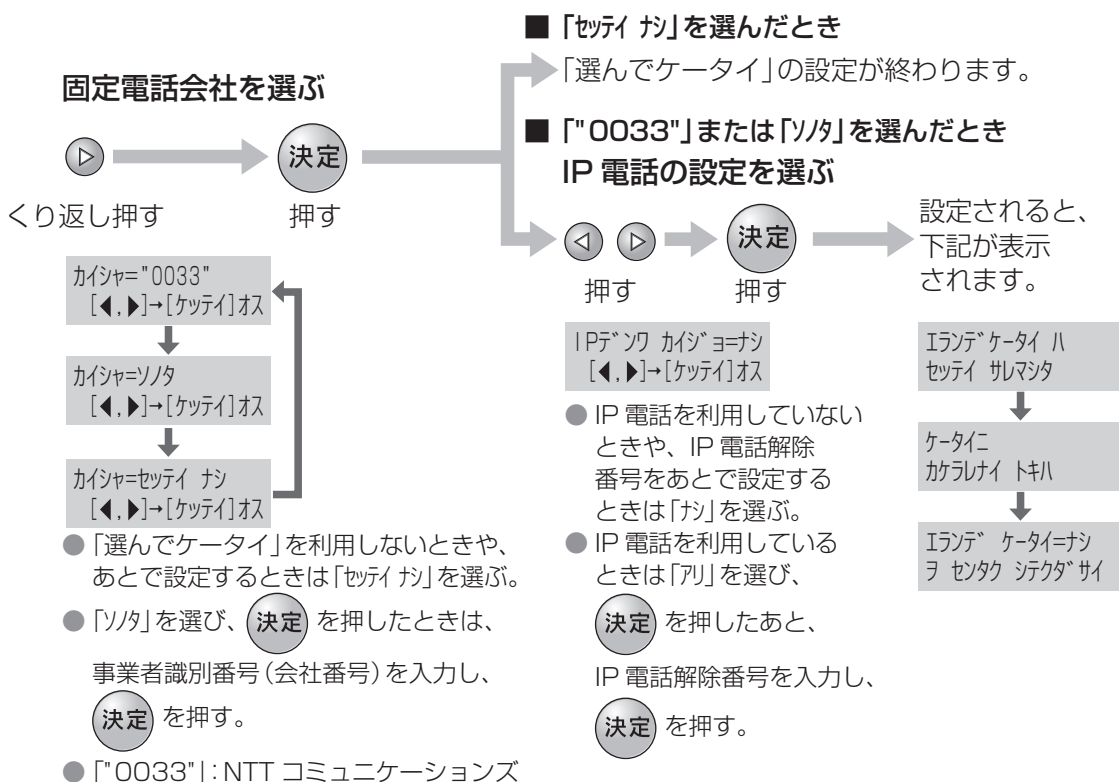 固定電話会社を選ぶ
決定
くり返し押す
押す
カイシャ="0033"
[◀,▶]→[ケッテイ]オス
カイシャ=ソノタ
[◀,▶]→[ケッテイ]オス
カイシャ=セッテイ ナシ
[◀,▶]→[ケッテイ]オス
●「選んでケータイ」を利用しないときや、
あとで設定するときは「セッテイ ナシ」を選ぶ。
●「ソノタ」を選び、決定 を押したときは、
事業者識別番号(会社番号)を入力し、
決定 を押す。
●「"0033"」:NTT コミュニケーションズ
■「セッテイ ナシ」を選んだとき
「選んでケータイ」の設定が終わります。
■「"0033"」または「ソノタ」を選んだとき
IP 電話の設定を選ぶ
決定
押す
押す
IPデンワ カイジョ=ナシ
[◀,▶]→[ケッテイ]オス
● IP 電話を利用していない
ときや、IP 電話解除
番号をあとで設定する
ときは「ナシ」を選ぶ。
● IP 電話を利用している
ときは「アリ」を選び、
決定 を押したあと、
IP 電話解除番号を入力し、
決定 を押す。
設定されると、
下記が表示
されます。
エランデケータイ ハ
セッテイ サレマシタ
ケータイニ
カケラレナイ トキハ
エランデ ケータイ=ナシ
ヲ センタク シテクダサイ